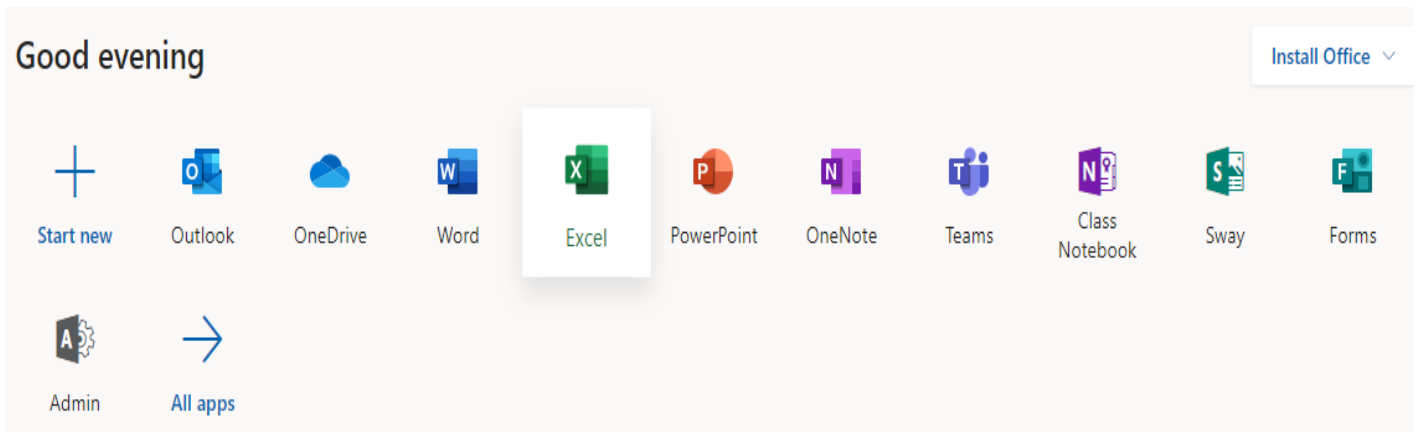 Good evening
Install Office
Start new
Outlook
OneDrive
Word
Excel
PowerPoint
OneNote
Teams
Class
Notebook
Sway
Forms
Admin
All apps